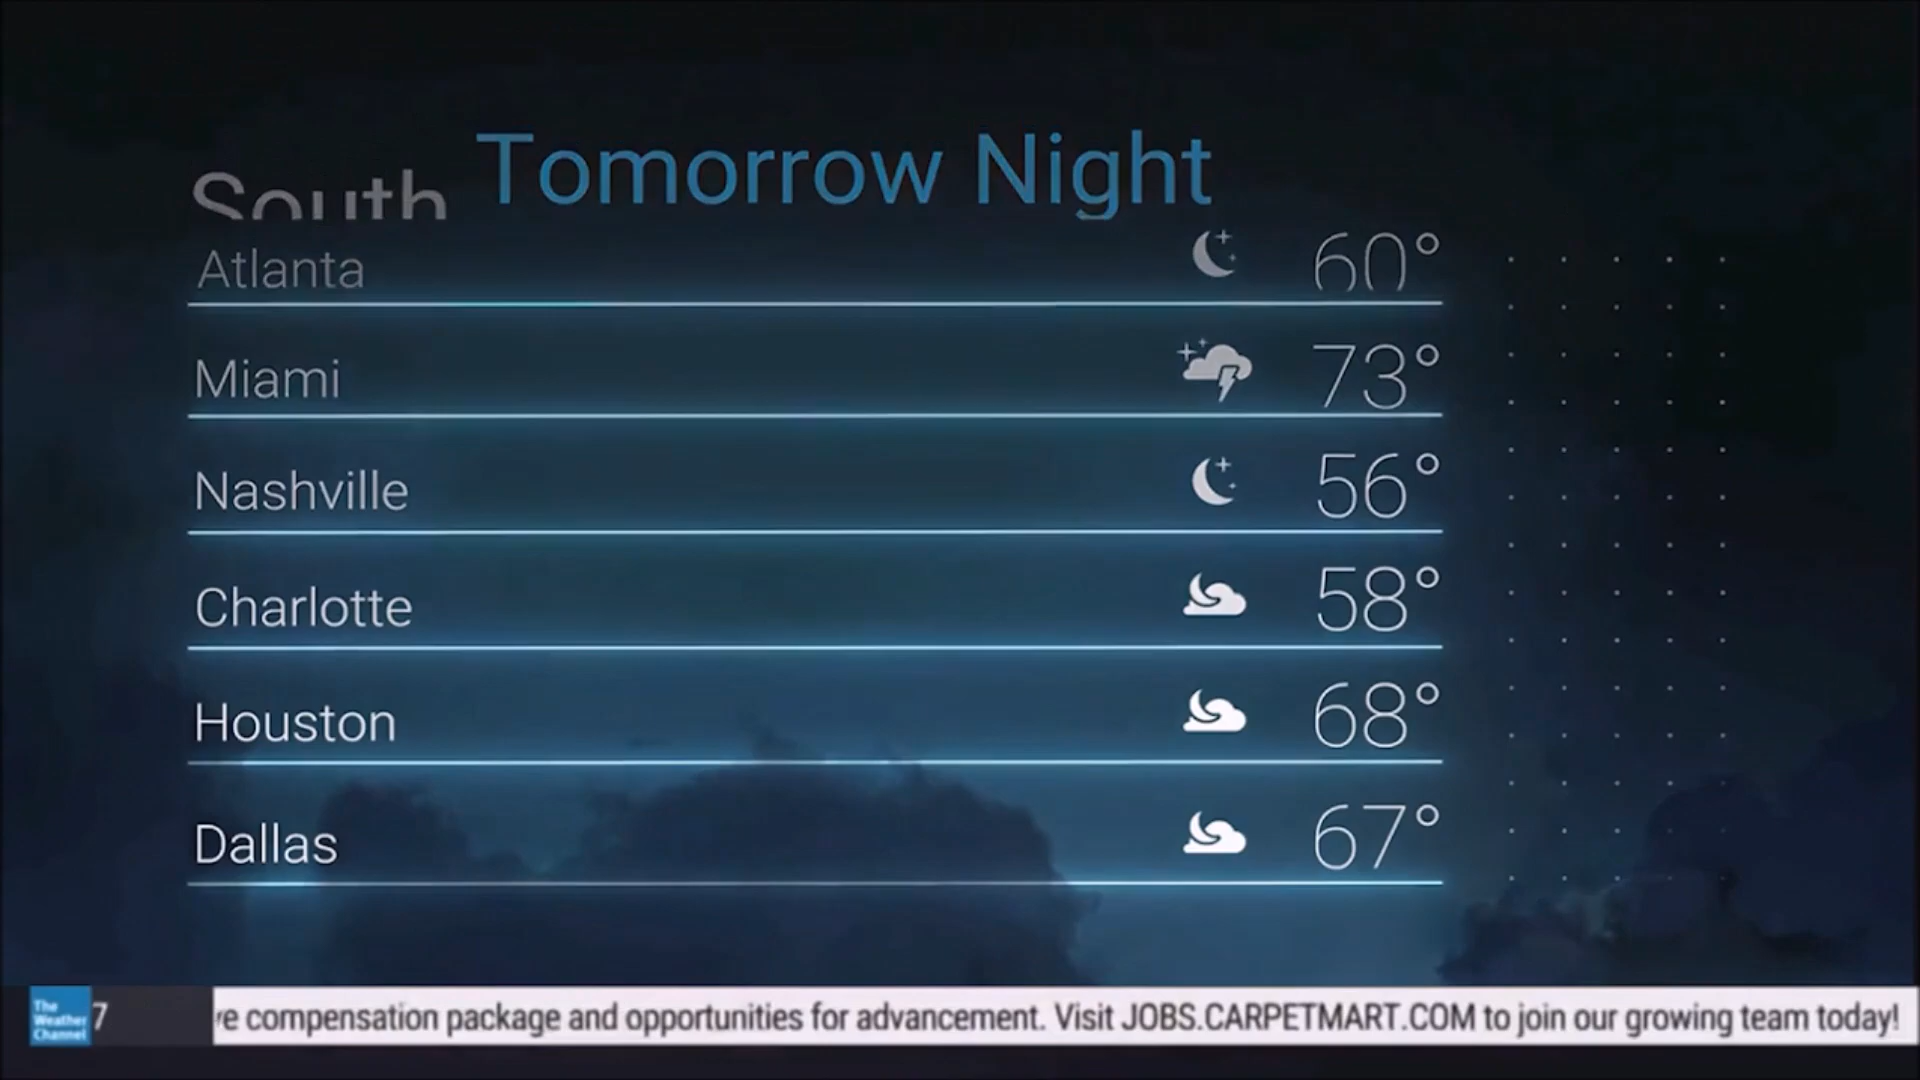 South Tomorrow Night
Atlanta 60°
Miami 73°
Nashville 56°
Charlotte 58°
Houston 68°
Dallas 67°
The
Weather
Channel
7
compensation package and opportunities for advancement. Visit JOBS.CARPETMART.COM to join our growing team today!